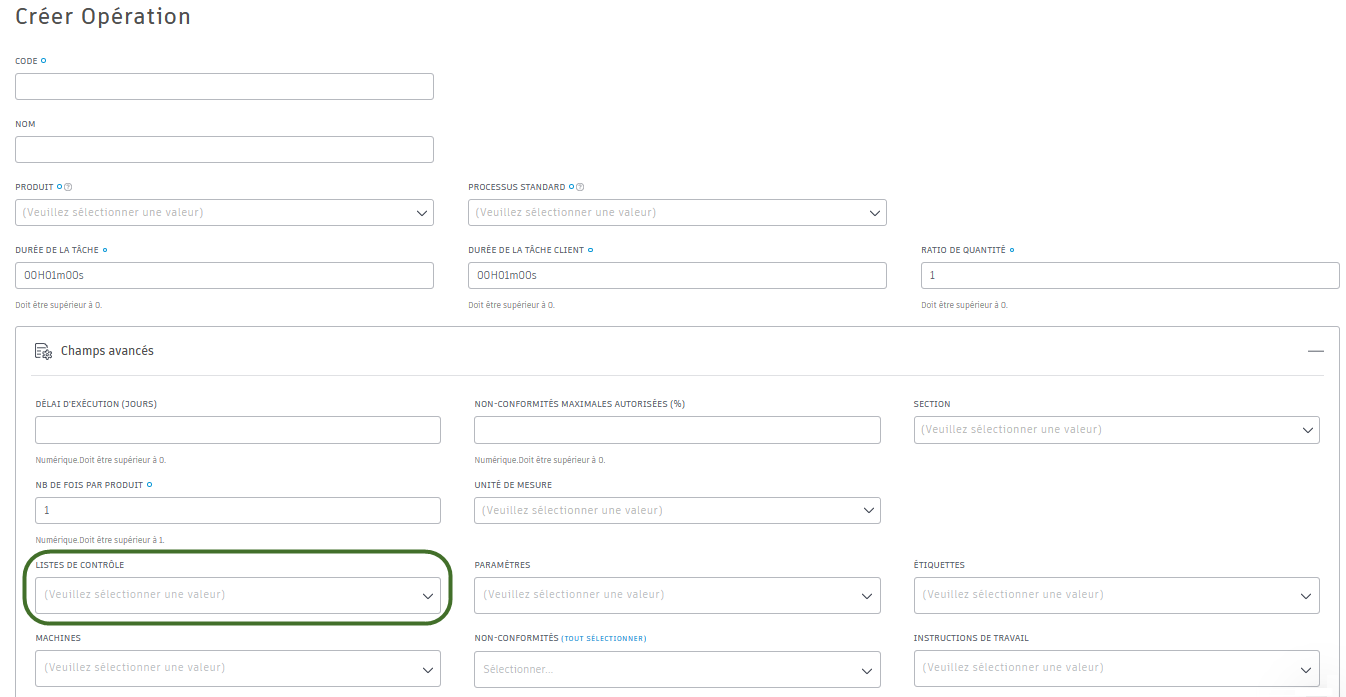 Créer Opération
CODE
NOM
PRODUIT
PROCESSUS STANDARD
(Veuillez sélectionner une valeur)
(Veuillez sélectionner une valeur)
DURÉE DE LA TÂCHE
DURÉE DE LA TÂCHE CLIENT
RATIO DE QUANTITÉ
00H01m00s
00H01m00s
1
Doit être supérieur à 0.
Doit être supérieur à 0.
Doit être supérieur à 0.
Champs avancés
DÉLAI D'EXÉCUTION (JOURS)
NON-CONFORMITÉS MAXIMALES AUTORISÉES (%)
SECTION
(Veuillez sélectionner une valeur)
Numérique.Doit être supérieur à 0.
Numérique.Doit être supérieur à 0.
NB DE FOIS PAR PRODUIT
UNITÉ DE MESURE
1
(Veuillez sélectionner une valeur)
Numérique.Doit être supérieur à 1.
LISTES DE CONTRÔLE
PARAMÈTRES
ÉTIQUETTES
(Veuillez sélectionner une valeur)
(Veuillez sélectionner une valeur)
(Veuillez sélectionner une valeur)
MACHINES
NON-CONFORMITÉS (TOUT SÉLECTIONNER)
INSTRUCTIONS DE TRAVAIL
(Veuillez sélectionner une valeur)
Sélectionner...
(Veuillez sélectionner une valeur)